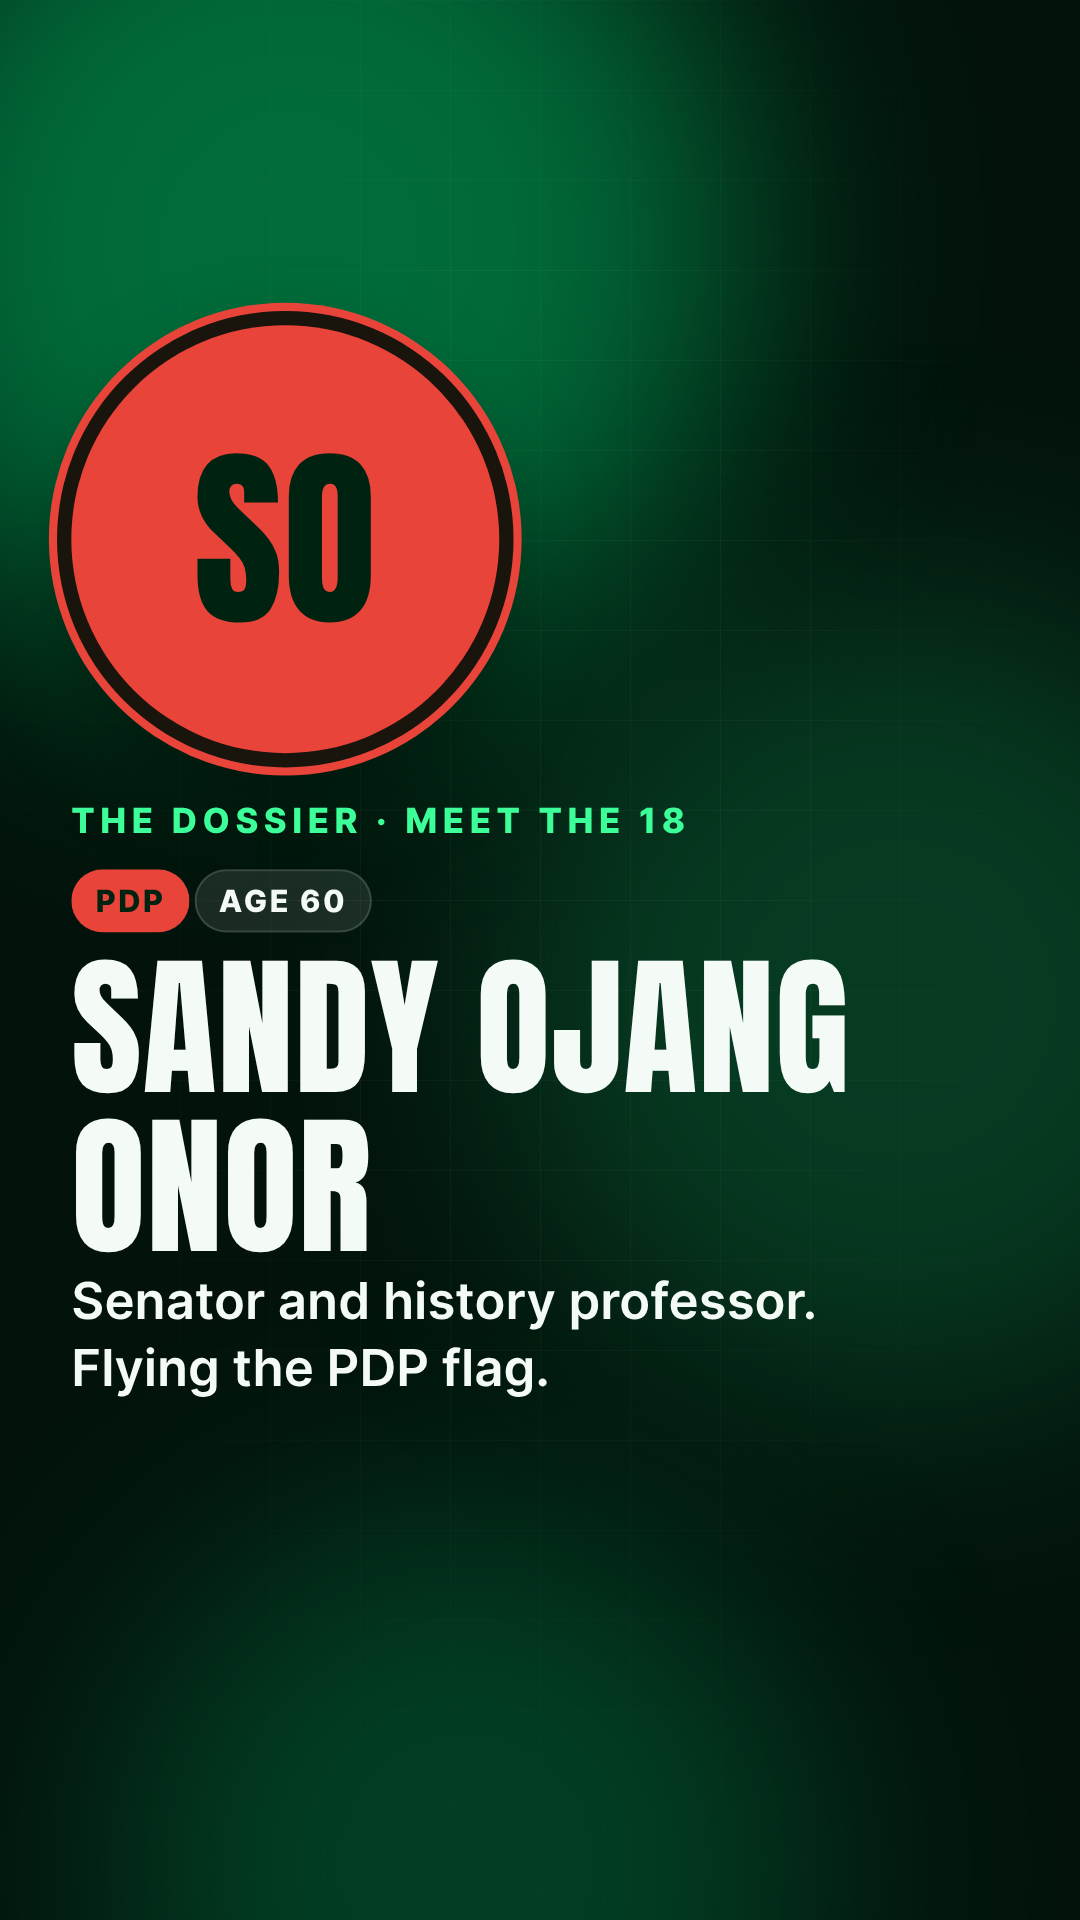 SO
THE DOSSIER · MEET THE 18
PDP AGE 60
SANDY OJANG
ONOR
Senator and history professor.
Flying the PDP flag.